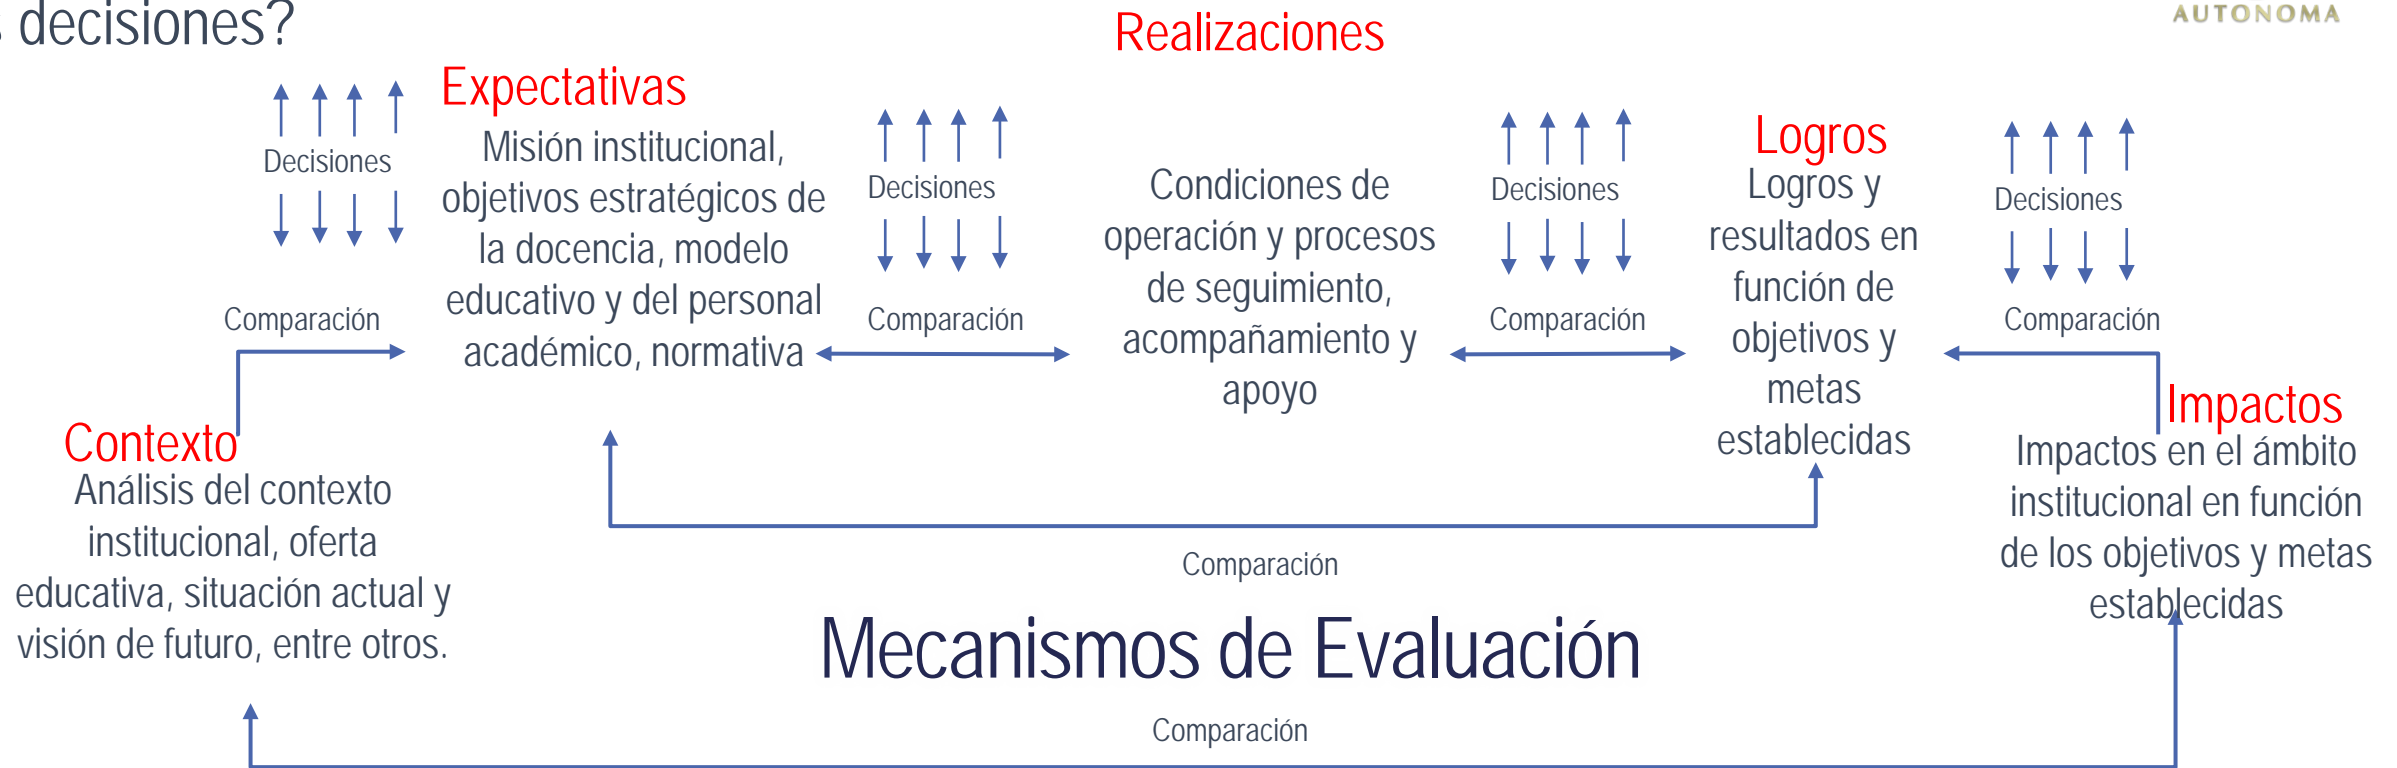 s decisiones?
AUTONOMA
Realizaciones
Expectativas
Misión institucional,
objetivos estratégicos de
la docencia, modelo
educativo y del personal
académico, normativa
Decisiones
Comparación
Decisiones
Comparación
Condiciones de
operación y procesos
de seguimiento,
acompañamiento y
apoyo
Decisiones
Comparación
Logros
Logros y
resultados en
función de
objetivos y
metas
establecidas
Decisiones
Comparación
Contexto
Análisis del contexto
institucional, oferta
educativa, situación actual y
visión de futuro, entre otros.
Impactos
Impactos en el ámbito
institucional en función
de los objetivos y metas
establecidas
Comparación
Mecanismos de Evaluación
Comparación